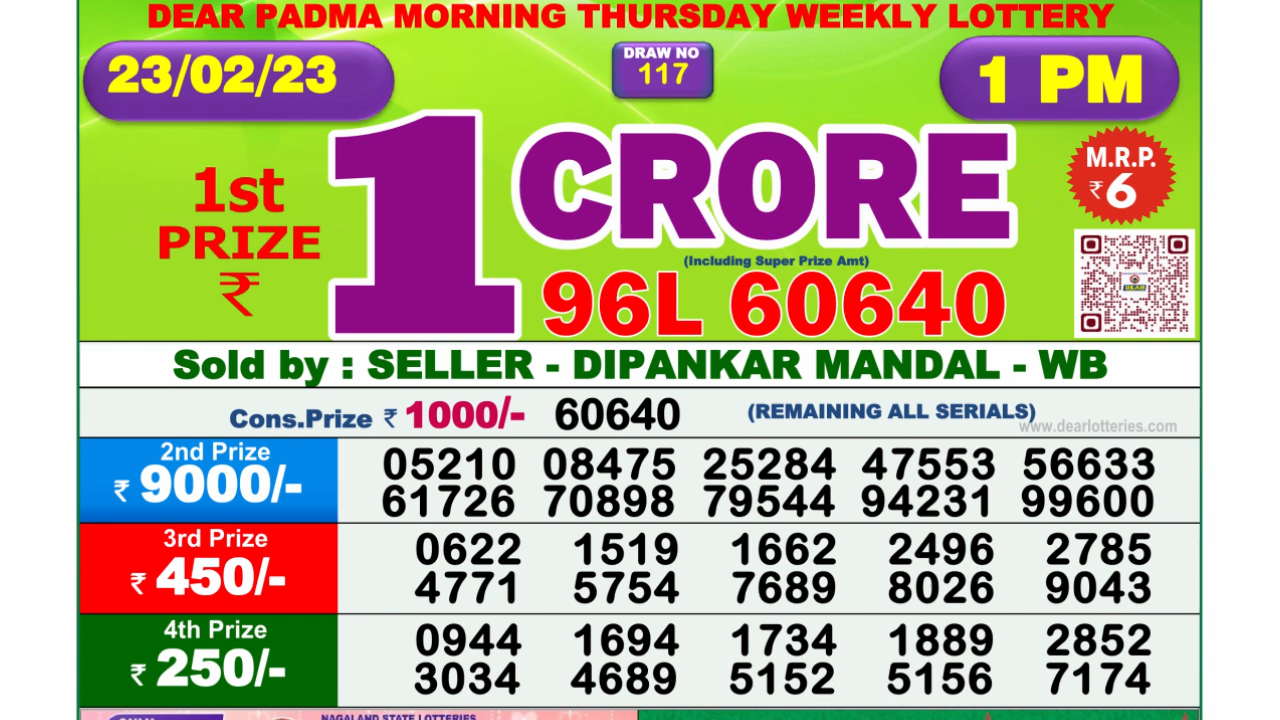 DEAR PADMA MORNING THURSDAY WEEKLY LOTTERY
23/02/23
DRAW NO
117
1 PM
1st
PRIZE
₹
1 CRORE
(Including Super Prize Amt)
96L 60640
M.R.P.
₹ 6
DEAR
Sold by : SELLER - DIPANKAR MANDAL - WB
Cons.Prize ₹ 1000/- 60640 (REMAINING ALL SERIALS)
www.dearlotteries.com
2nd Prize
₹ 9000/-
05210 08475 25284 47553 56633
61726 70898 79544 94231 99600
3rd Prize
₹ 450/-
0622 1519 1662 2496 2785
4771 5754 7689 8026 9043
4th Prize
₹ 250/-
0944 1694 1734 1889 2852
3034 4689 5152 5156 7174
NAGALAND STATE LOTTERIES